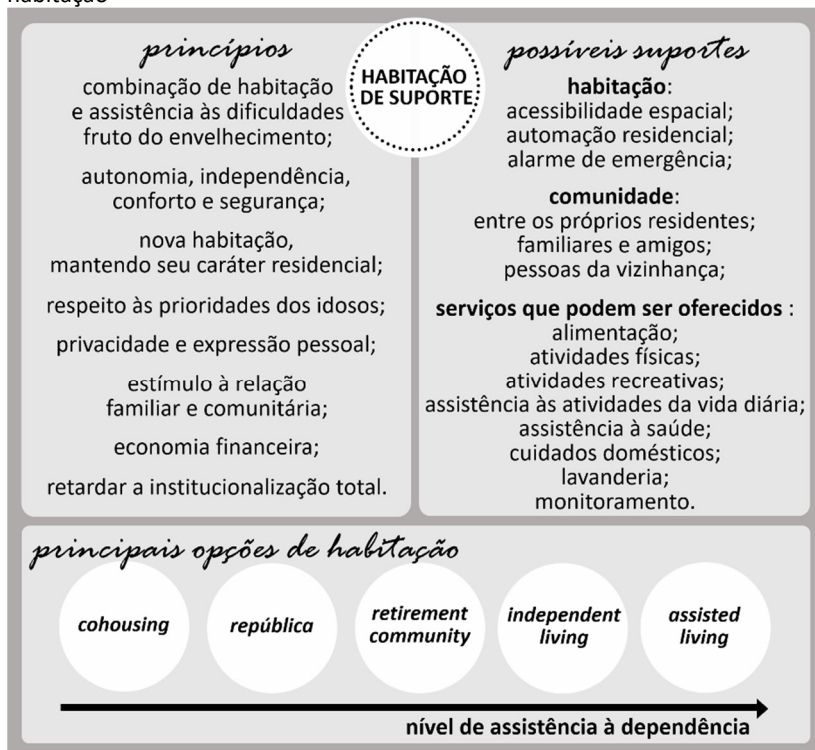 habitação
princípios
combinação de habitação
e assistência às dificuldades
fruto do envelhecimento;
autonomia, independência,
conforto e segurança;
nova habitação,
mantendo seu caráter residencial;
respeito às prioridades dos idosos;
privacidade e expressão pessoal;
estímulo à relação
familiar e comunitária;
economia financeira;
retardar a institucionalização total.
HABITAÇÃO
DE SUPORTE
possíveis suportes
habitação:
acessibilidade espacial;
automação residencial;
alarme de emergência;
comunidade:
entre os próprios residentes;
familiares e amigos;
pessoas da vizinhança;
serviços que podem ser oferecidos :
alimentação;
atividades físicas;
atividades recreativas;
assistência às atividades da vida diária;
assistência à saúde;
cuidados domésticos;
lavanderia;
monitoramento.
principais opções de habitação
cohousing
república
retirement
community
independent
living
assisted
living
nível de assistência à dependência